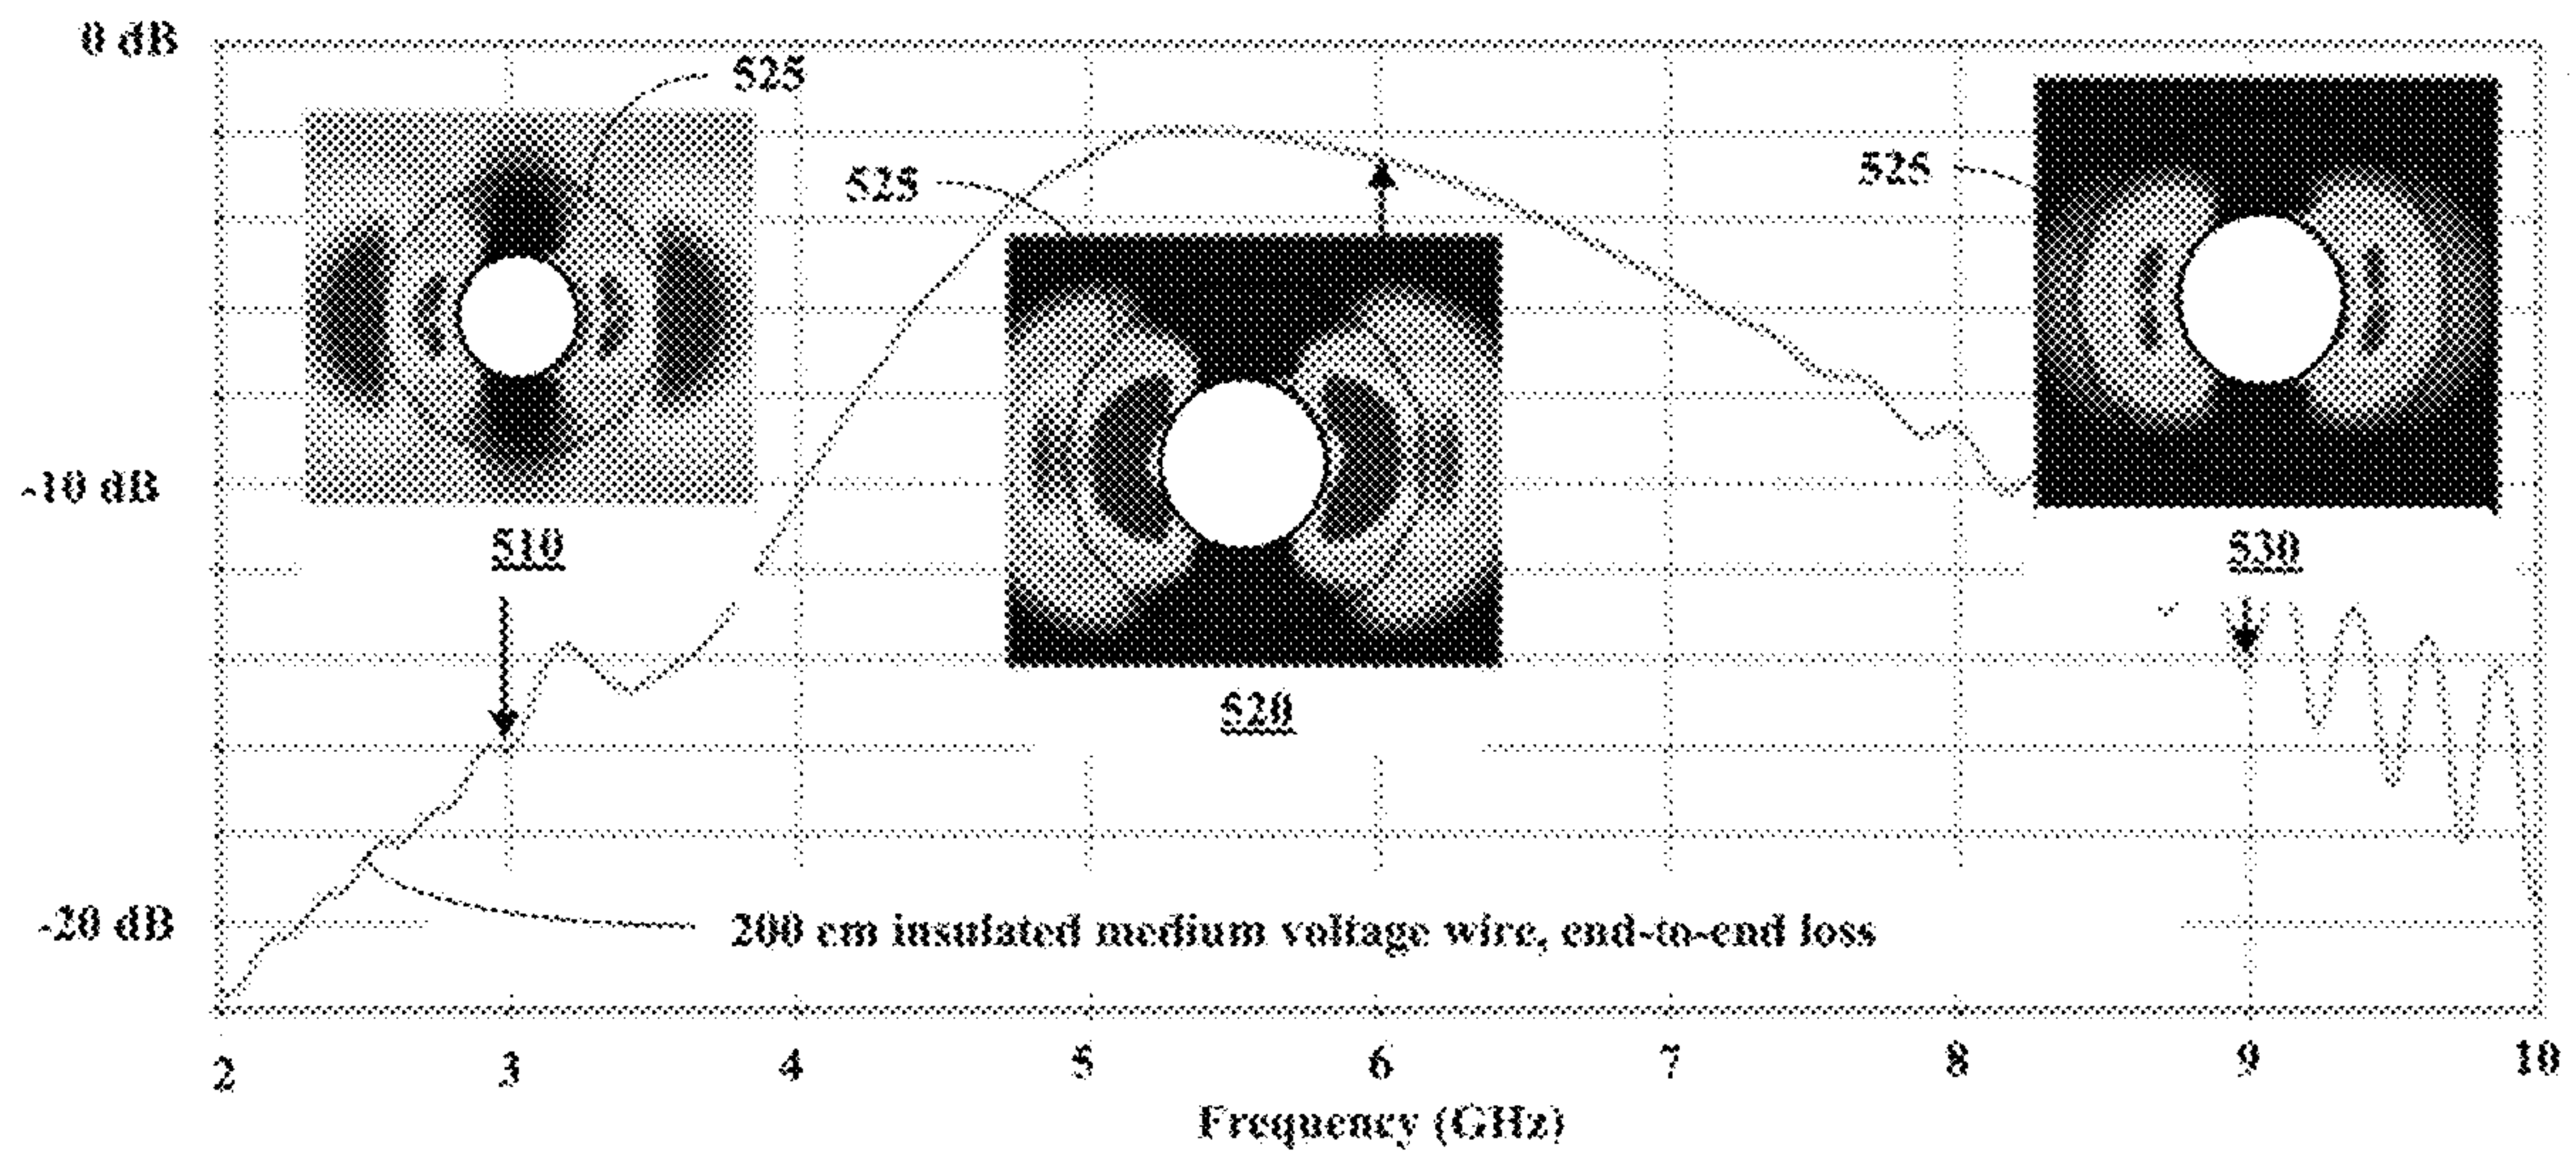 0 dB
525
525
525
-10 dB
510
530
520
-20 dB
200 cm insulated medium voltage wire, end-to-end loss
2 3 4 5 6 7 8 9 10
Frequency (GHz)